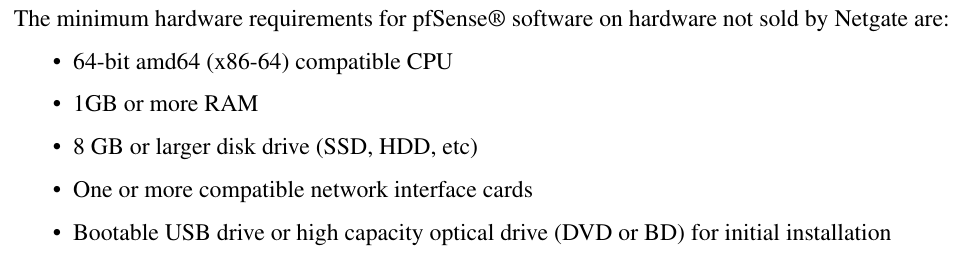 The minimum hardware requirements for pfSense® software on hardware not sold by Netgate are:
• 64-bit amd64 (x86-64) compatible CPU
• 1GB or more RAM
• 8 GB or larger disk drive (SSD, HDD, etc)
• One or more compatible network interface cards
• Bootable USB drive or high capacity optical drive (DVD or BD) for initial installation